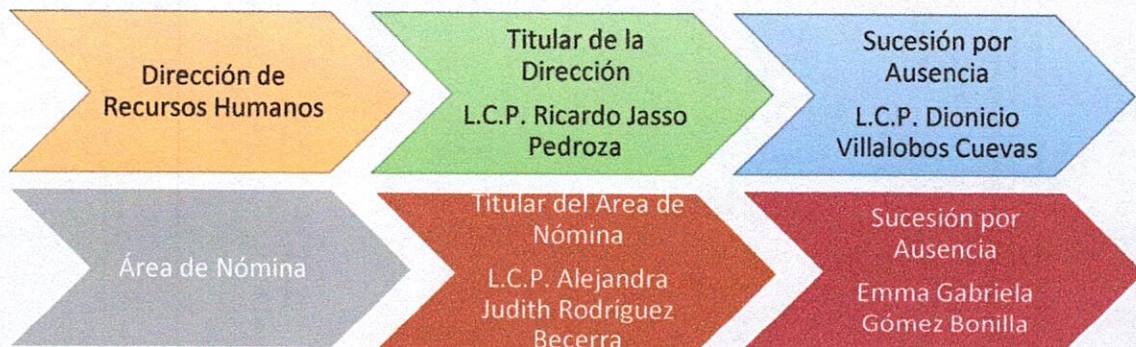 Dirección de
Recursos Humanos
Titular de la
Dirección
L.C.P. Ricardo Jasso
Pedroza
Sucesión por
Ausencia
L.C.P. Dionicio
Villalobos Cuevas
Área de Nómina
Titular del Area de
Nómina
L.C.P. Alejandra
Judith Rodríguez
Becerra
Sucesión por
Ausencia
Emma Gabriela
Gómez Bonilla